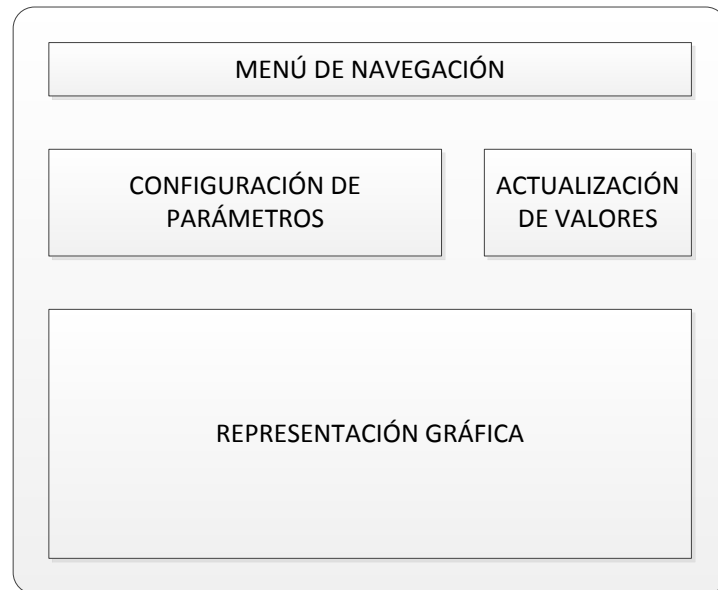 MENÚ DE NAVEGACIÓN
CONFIGURACIÓN DE
PARÁMETROS
ACTUALIZACIÓN
DE VALORES
REPRESENTACIÓN GRÁFICA